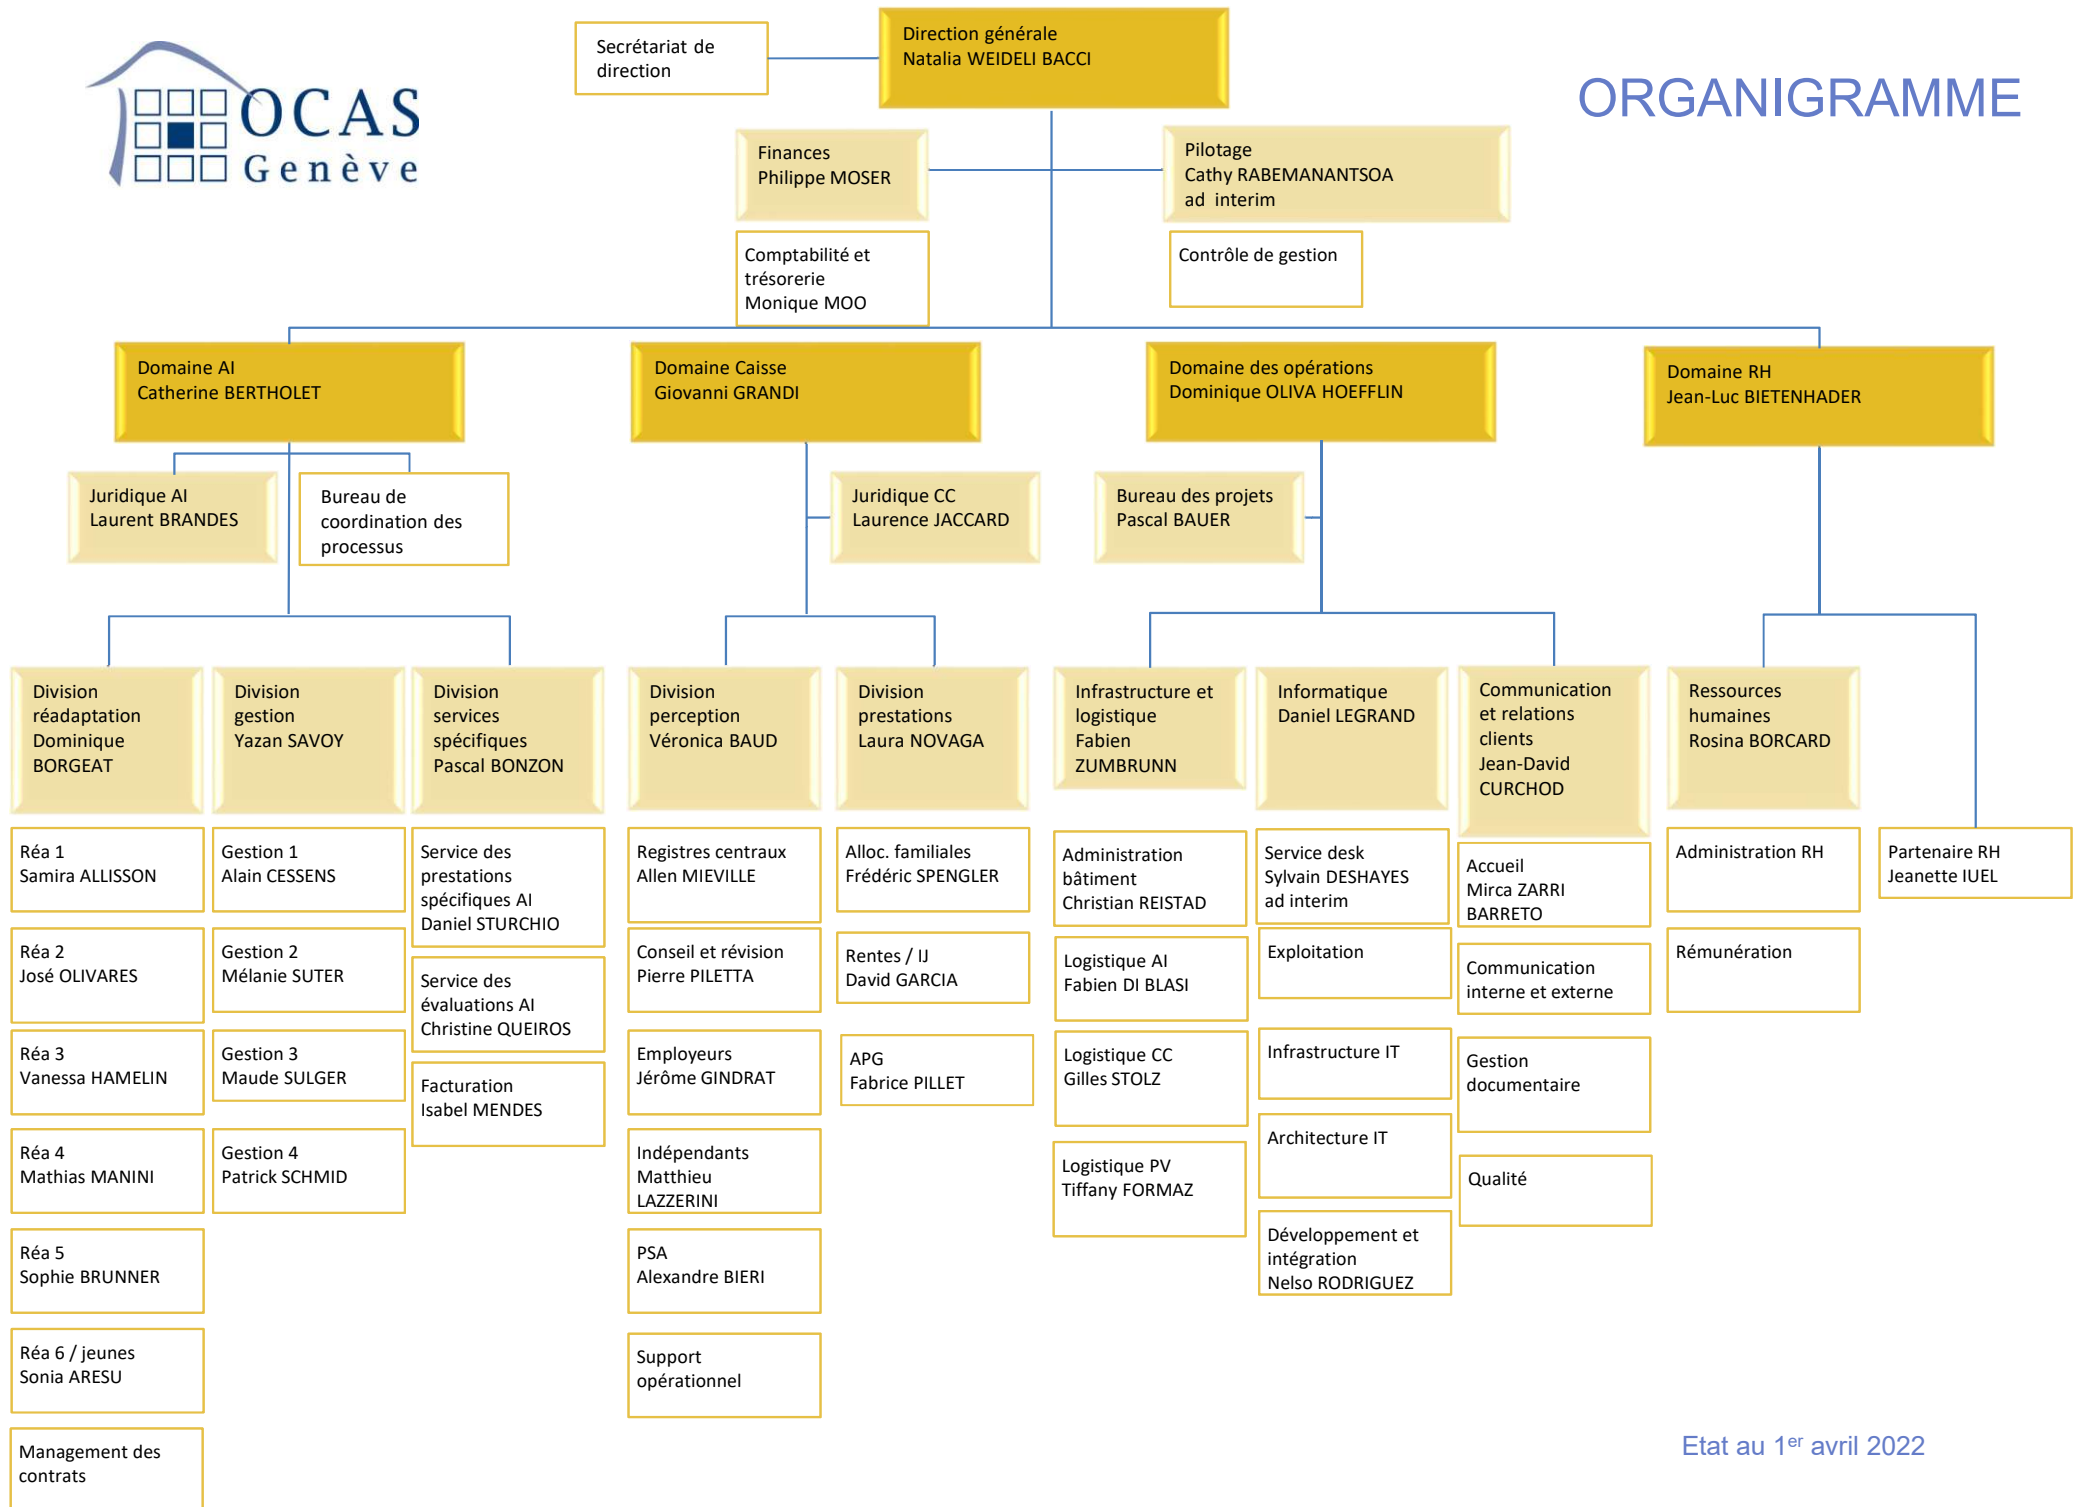 OCAS
Genève
ORGANIGRAMME
Secrétariat de
direction
Direction générale
Natalia WEIDELI BACCI
Finances
Philippe MOSER
Pilotage
Cathy RABEMANANTSOA
ad  interim
Comptabilité et
trésorerie
Monique MOO
Contrôle de gestion
Domaine AI
Catherine BERTHOLET
Domaine Caisse
Giovanni GRANDI
Domaine des opérations
Dominique OLIVA HOEFFLIN
Domaine RH
Jean-Luc BIETENHADER
Juridique AI
Laurent BRANDES
Bureau de
coordination des
processus
Juridique CC
Laurence JACCARD
Bureau des projets
Pascal BAUER
Division
réadaptation
Dominique
BORGEAT
Division
gestion
Yazan SAVOY
Division
services
spécifiques
Pascal BONZON
Division
perception
Véronica BAUD
Division
prestations
Laura NOVAGA
Infrastructure et
logistique
Fabien
ZUMBRUNN
Informatique
Daniel LEGRAND
Communication
et relations
clients
Jean-David
CURCHOD
Ressources
humaines
Rosina BORCARD
Réa 1
Samira ALLISSON
Réa 2
José OLIVARES
Réa 3
Vanessa HAMELIN
Réa 4
Mathias MANINI
Réa 5
Sophie BRUNNER
Réa 6 / jeunes
Sonia ARESU
Management des
contrats
Gestion 1
Alain CESSENS
Gestion 2
Mélanie SUTER
Gestion 3
Maude SULGER
Gestion 4
Patrick SCHMID
Service des
prestations
spécifiques AI
Daniel STURCHIO
Service des
évaluations AI
Christine QUEIROS
Facturation
Isabel MENDES
Registres centraux
Allen MIEVILLE
Conseil et révision
Pierre PILETTA
Employeurs
Jérôme GINDRAT
Indépendants
Matthieu
LAZZERINI
PSA
Alexandre BIERI
Support
opérationnel
Alloc. familiales
Frédéric SPENGLER
Rentes / IJ
David GARCIA
APG
Fabrice PILLET
Administration
bâtiment
Christian REISTAD
Logistique AI
Fabien DI BLASI
Logistique CC
Gilles STOLZ
Logistique PV
Tiffany FORMAZ
Service desk
Sylvain DESHAYES
ad interim
Exploitation
Infrastructure IT
Architecture IT
Développement et
intégration
Nelso RODRIGUEZ
Accueil
Mirca ZARRI
BARRETO
Communication
interne et externe
Gestion
documentaire
Qualité
Administration RH
Rémunération
Partenaire RH
Jeanette IUEL
Etat au 1er avril 2022